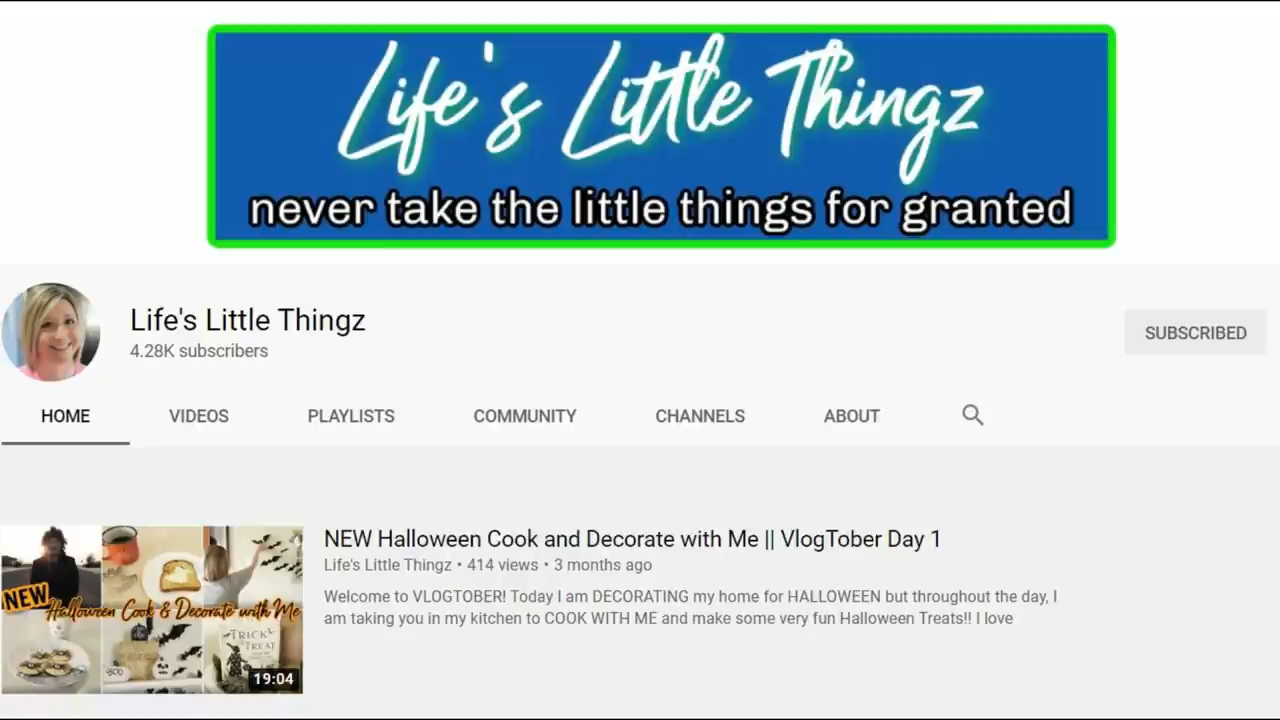 Life's Little Thingz
never take the little things for granted
Life's Little Thingz
4.28K subscribers
SUBSCRIBED
HOME VIDEOS PLAYLISTS COMMUNITY CHANNELS ABOUT
NEW Halloween Cook and Decorate with Me || VlogTober Day 1
Life's Little Thingz • 414 views • 3 months ago
Welcome to VLOGTOBER! Today I am DECORATING my home for HALLOWEEN but throughout the day, I
am taking you in my kitchen to COOK WITH ME and make some very fun Halloween Treats!! I love
NEW
Halloween Cook & Decorate with Me
TRICK
TREAT
BOO
19:04